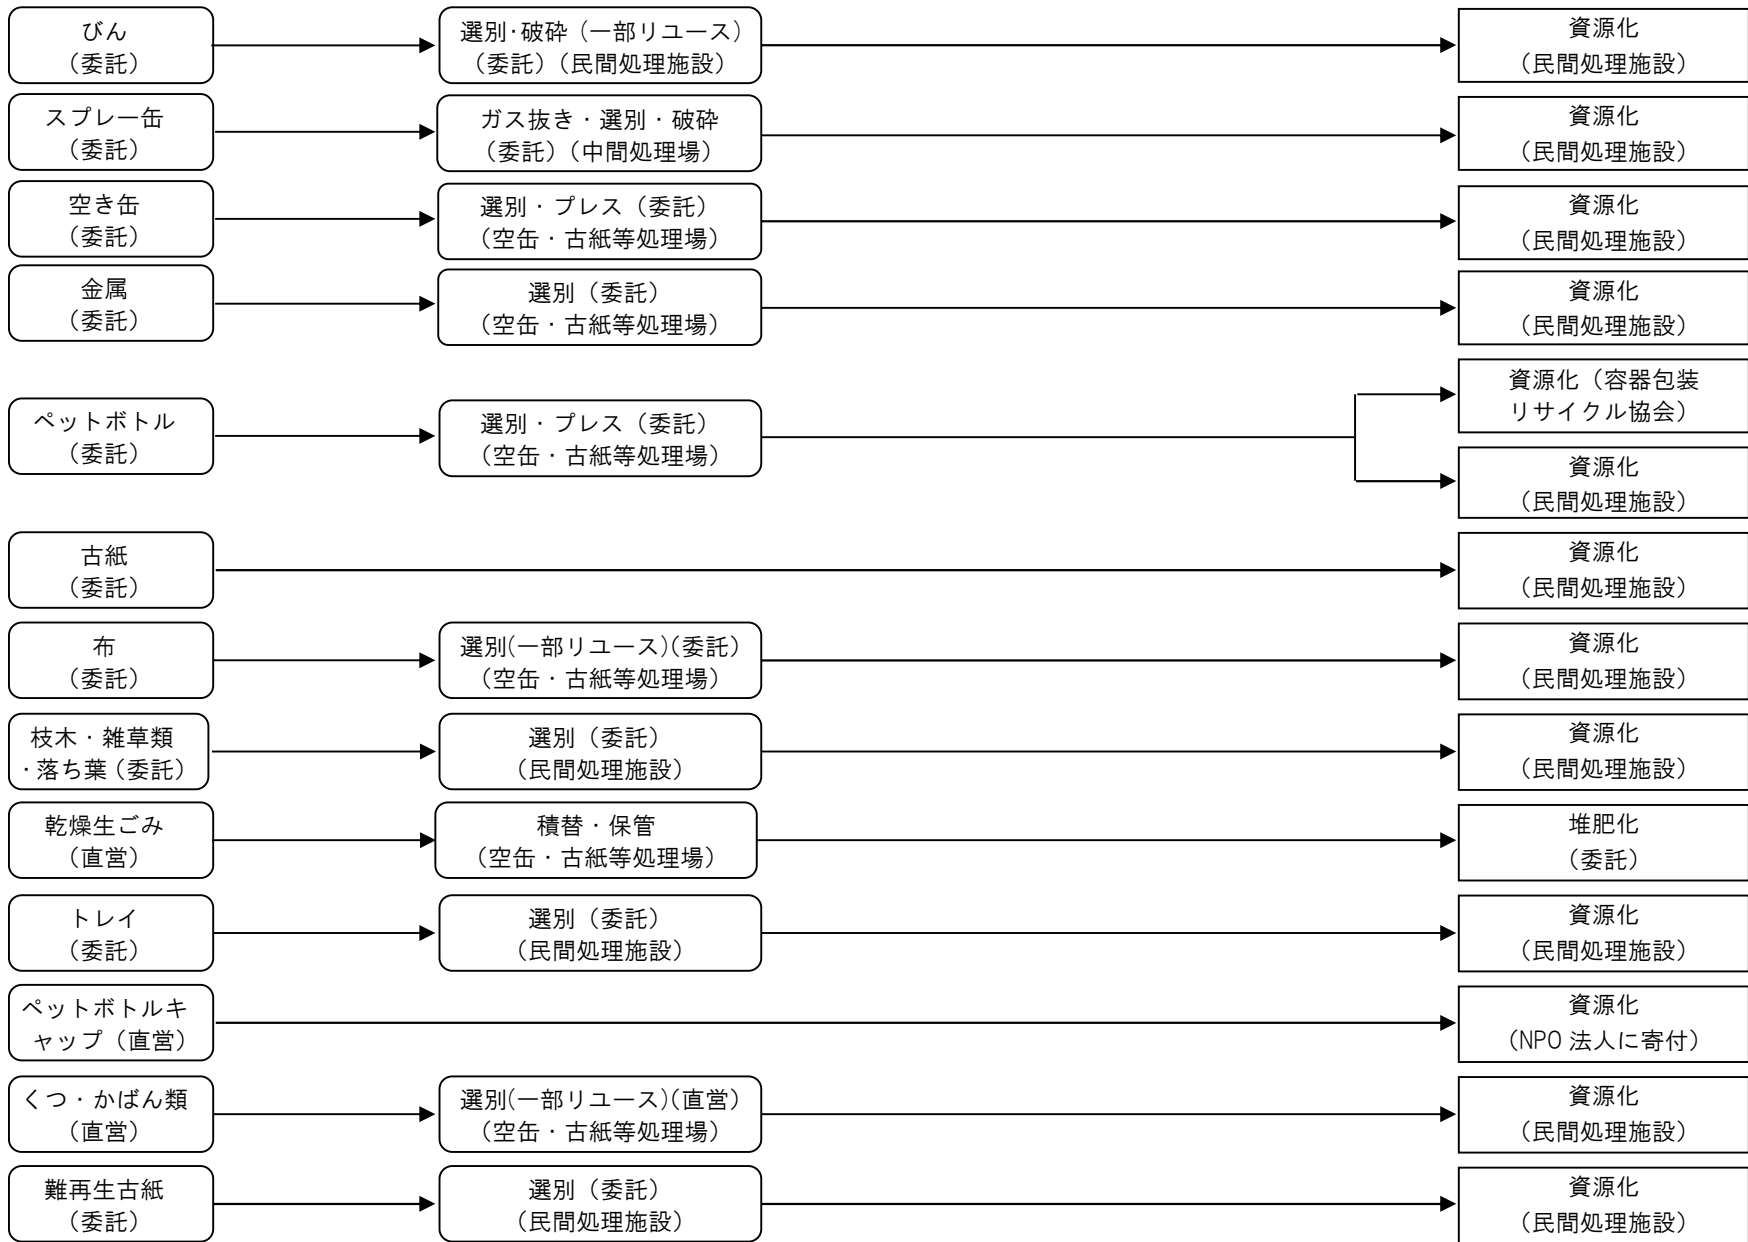 びん
（委託）
選別･破砕（一部リユース）
（委託）（民間処理施設）
資源化
（民間処理施設）
スプレー缶
（委託）
ガス抜き・選別・破砕
（委託）（中間処理場）
資源化
（民間処理施設）
空き缶
（委託）
選別・プレス（委託）
（空缶・古紙等処理場）
資源化
（民間処理施設）
金属
（委託）
選別（委託）
（空缶・古紙等処理場）
資源化
（民間処理施設）
ペットボトル
（委託）
選別・プレス（委託）
（空缶・古紙等処理場）
資源化（容器包装
リサイクル協会）
資源化
（民間処理施設）
古紙
（委託）
資源化
（民間処理施設）
布
（委託）
選別(一部リユース)(委託）
（空缶・古紙等処理場）
資源化
（民間処理施設）
枝木・雑草類
・落ち葉（委託）
選別（委託）
（民間処理施設）
資源化
（民間処理施設）
乾燥生ごみ
（直営）
積替・保管
（空缶・古紙等処理場）
堆肥化
（委託）
トレイ
（委託）
選別（委託）
（民間処理施設）
資源化
（民間処理施設）
ペットボトルキ
ャップ（直営）
資源化
（NPO 法人に寄付）
くつ・かばん類
（直営）
選別(一部リユース)(直営）
（空缶・古紙等処理場）
資源化
（民間処理施設）
難再生古紙
（委託）
選別（委託）
（民間処理施設）
資源化
（民間処理施設）